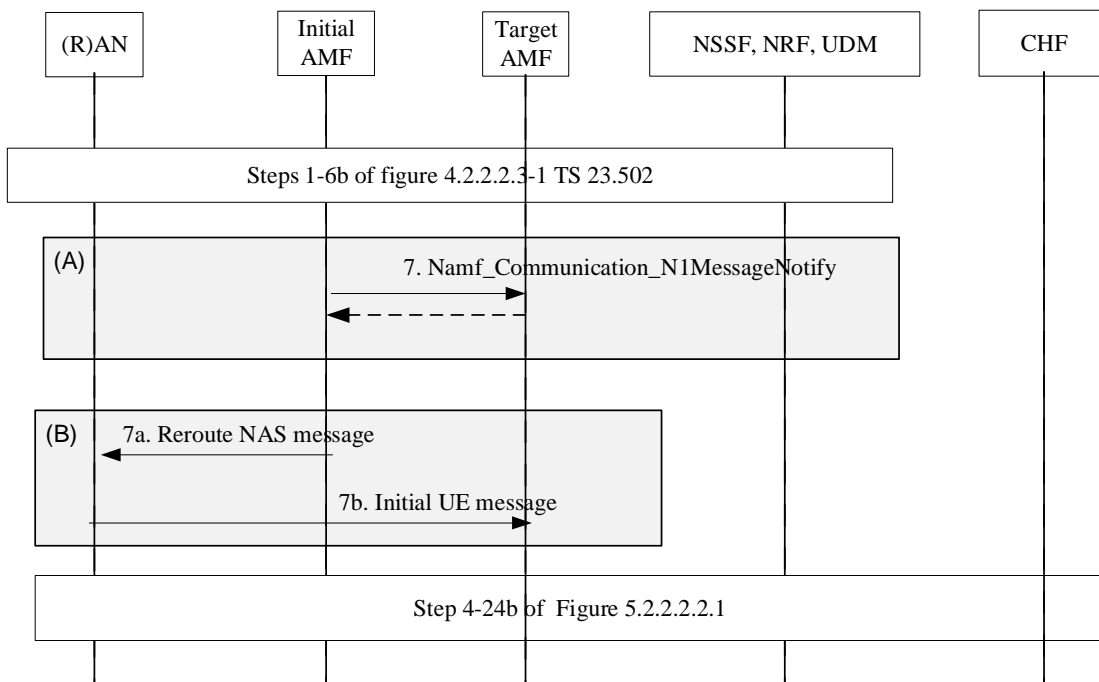 (R)AN
Initial
AMF
Target
AMF
NSSF, NRF, UDM
CHF
Steps 1-6b of figure 4.2.2.2.3-1 TS 23.502
(A)
7. Namf_Communication_N1MessageNotify
(B)
7a. Reroute NAS message
7b. Initial UE message
Step 4-24b of Figure 5.2.2.2.2.1